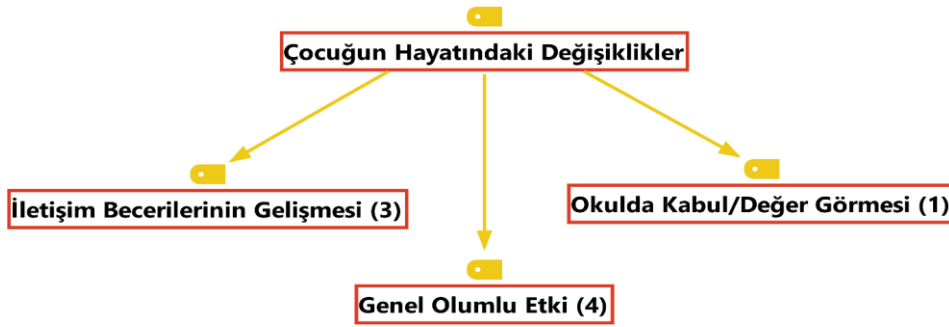 Çocuğun Hayatındaki Değişiklikler
İletişim Becerilerinin Gelişmesi (3)
Okulda Kabul/Değer Görmesi (1)
Genel Olumlu Etki (4)